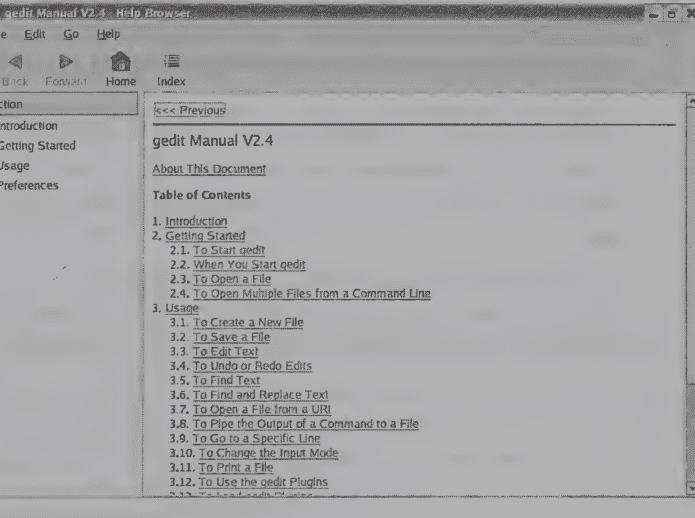 gedit Manual V2.4 - Help Browser
e Edit Go Help
Back Forward Home Index
ction
ntroduction
Getting Started
Usage
Preferences
<<< Previous
gedit Manual V2.4
About This Document
Table of Contents
1. Introduction
2. Getting Started
2.1. To Start gedit
2.2. When You Start gedit
2.3. To Open a File
2.4. To Open Multiple Files from a Command Line
3. Usage
3.1. To Create a New File
3.2. To Save a File
3.3. To Edit Text
3.4. To Undo or Redo Edits
3.5. To Find Text
3.6. To Find and Replace Text
3.7. To Open a File from a URI
3.8. To Pipe the Output of a Command to a File
3.9. To Go to a Specific Line
3.10. To Change the Input Mode
3.11. To Print a File
3.12. To Use the gedit Plugins